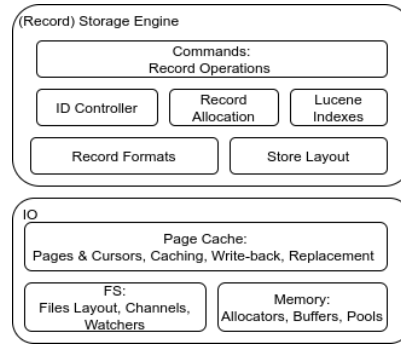 (Record) Storage Engine
Commands:
Record Operations
ID Controller
Record
Allocation
Lucene
Indexes
Record Formats
Store Layout
IO
Page Cache:
Pages & Cursors, Caching, Write-back, Replacement
FS:
Files Layout, Channels,
Watchers
Memory:
Allocators, Buffers, Pools